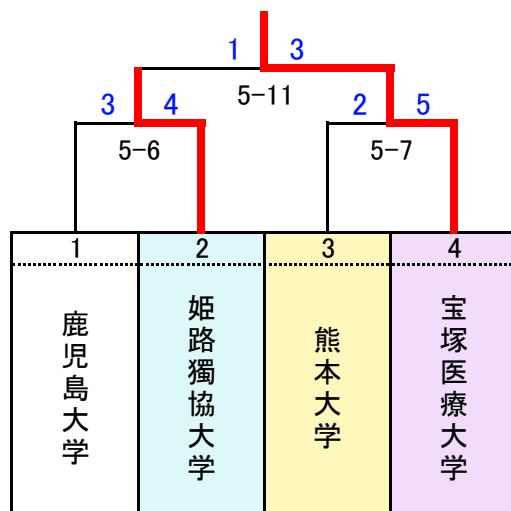 1 3
5-11
3 4 2 5
5-6 5-7
1 2 3 4
鹿児島大学
姫路獨協大学
熊本大学
宝塚医療大学